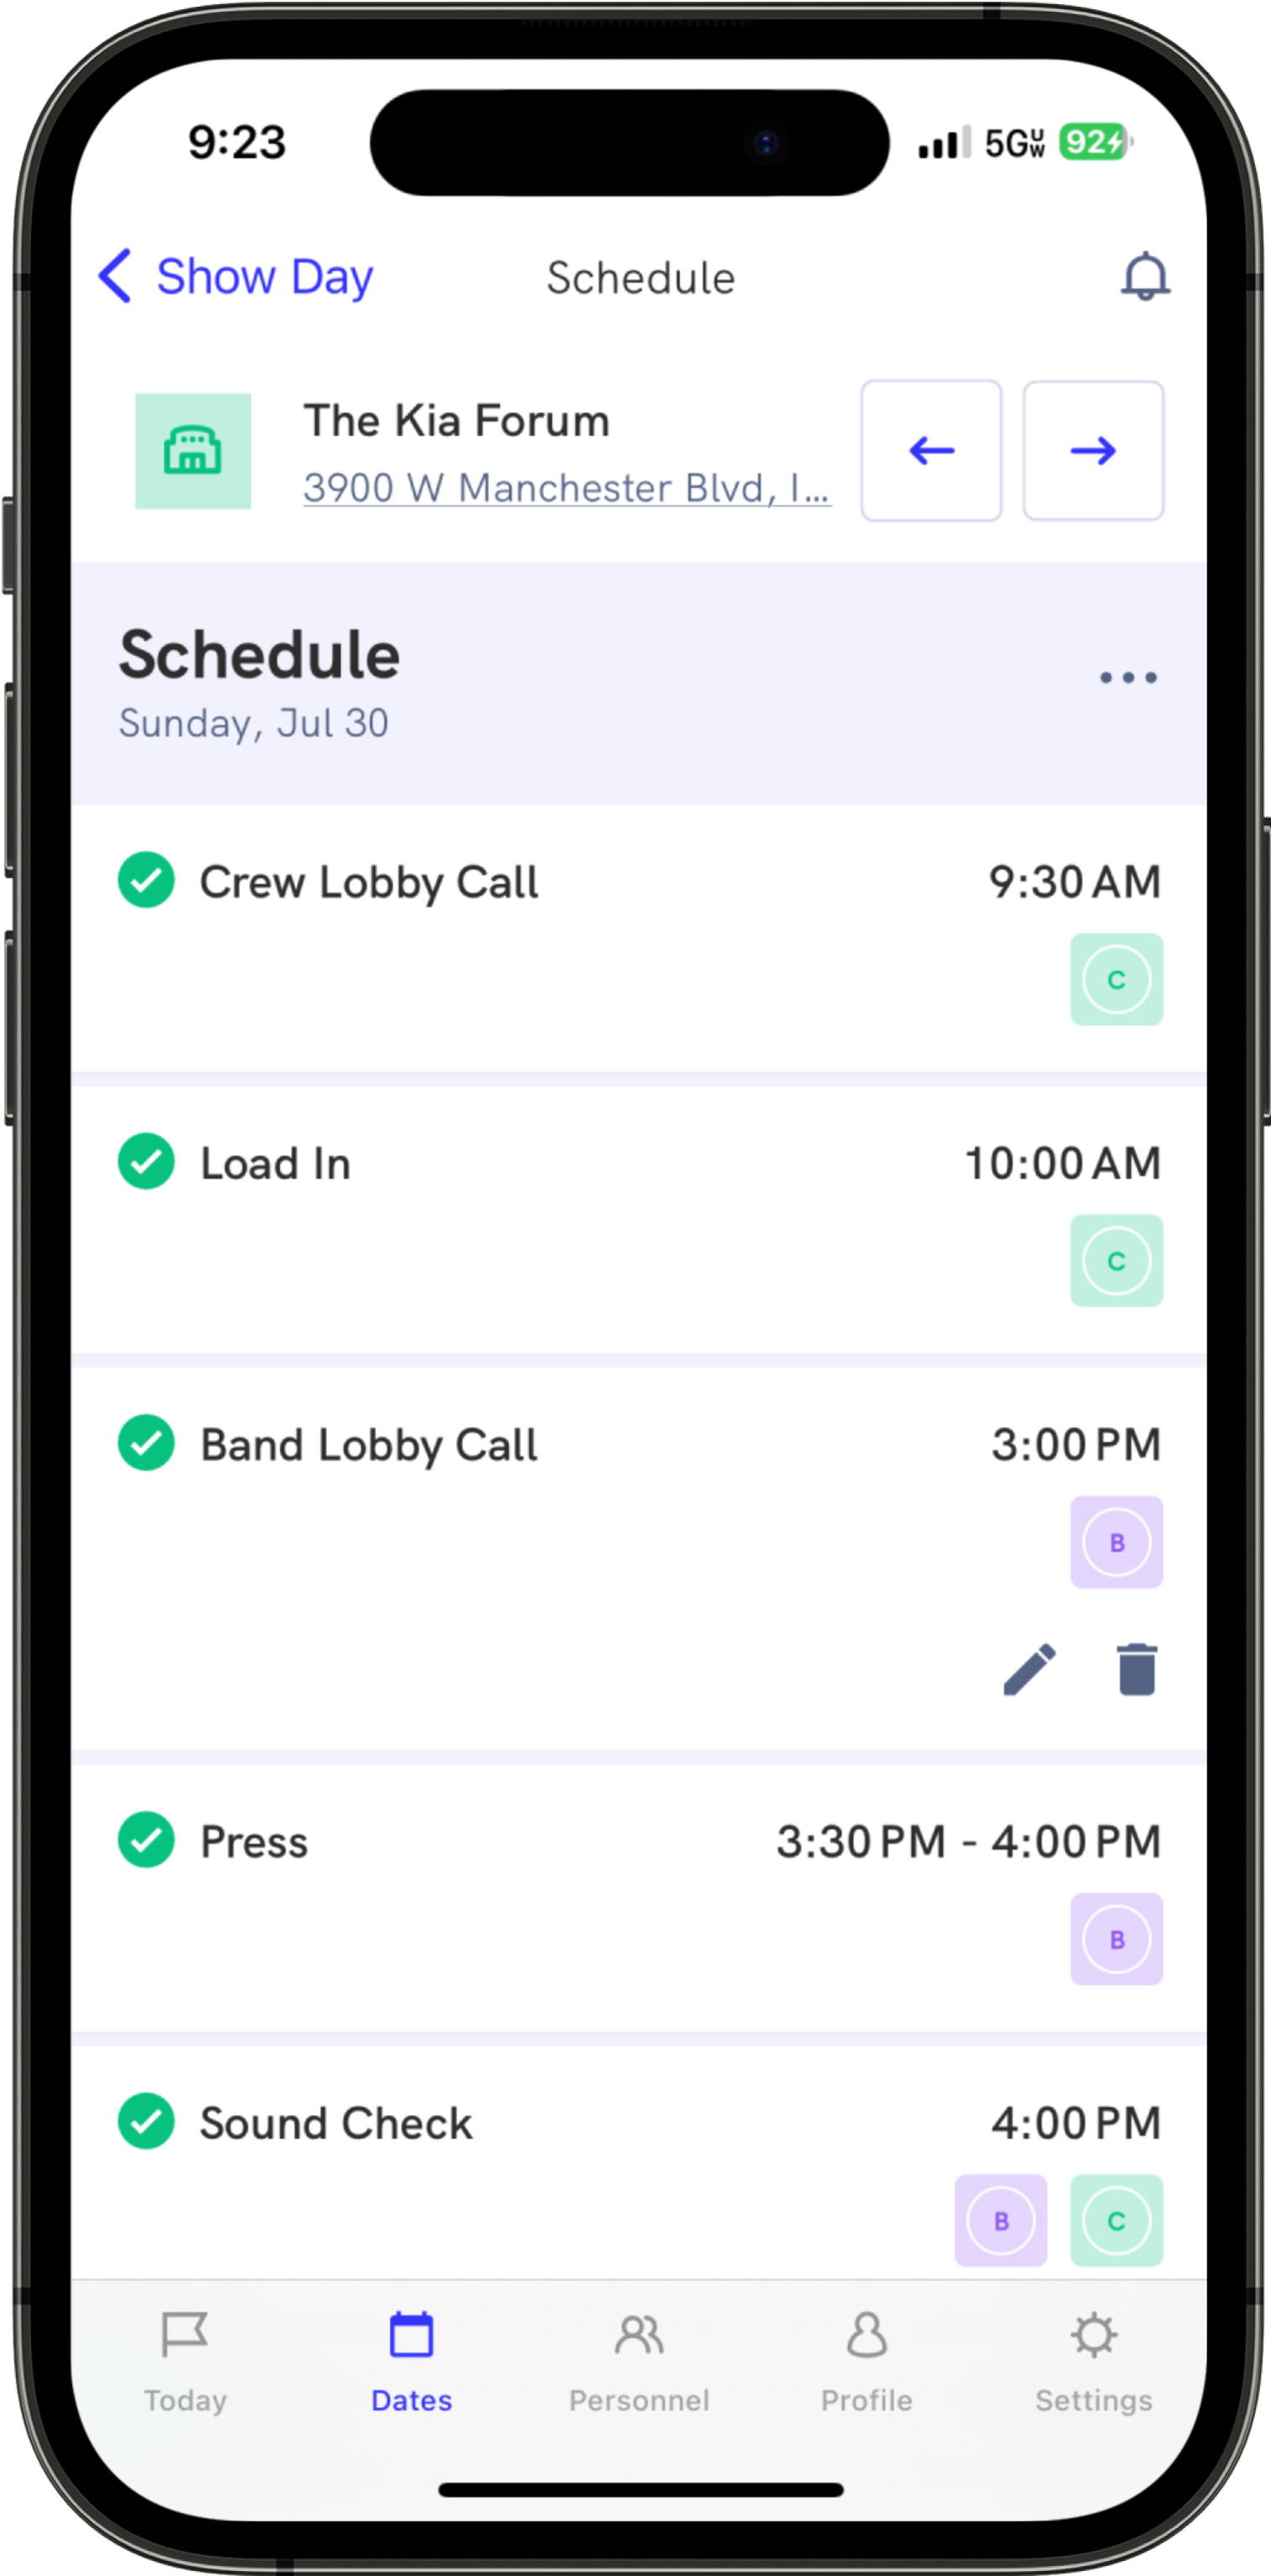 9:23
5G UW
92
Show Day
Schedule
The Kia Forum
3900 W Manchester Blvd, I...
Schedule
Sunday, Jul 30
Crew Lobby Call 9:30 AM
C
Load In 10:00 AM
C
Band Lobby Call 3:00 PM
B
Press 3:30 PM - 4:00 PM
B
Sound Check 4:00 PM
B C
Today Dates Personnel Profile Settings